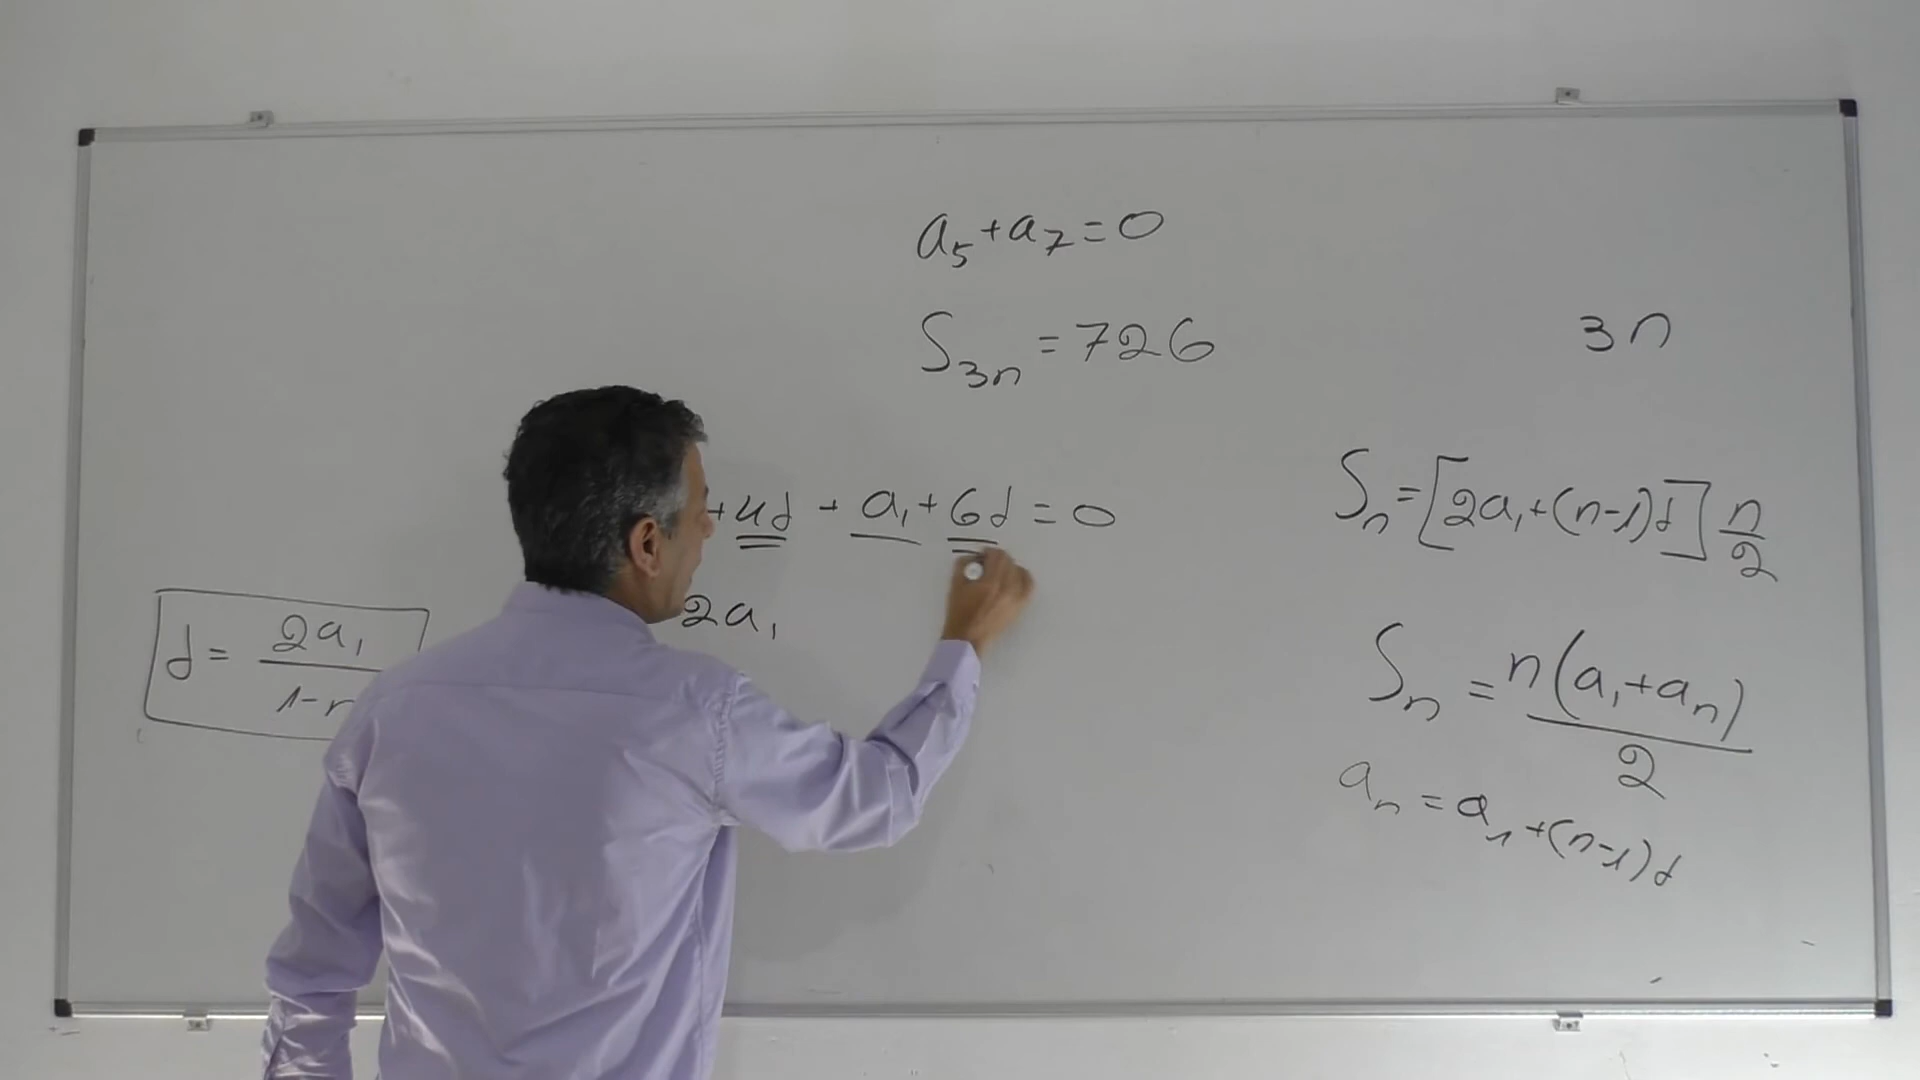 a₅+a₇=0
S₃ₙ=726
3n
+4d + a₁+6d=0
2a₁
d= 2a₁/1-n
Sₙ=[2a₁+(n-1)d] n/2
Sₙ = n(a₁+aₙ)/2
aₙ = a₁+(n-1)d